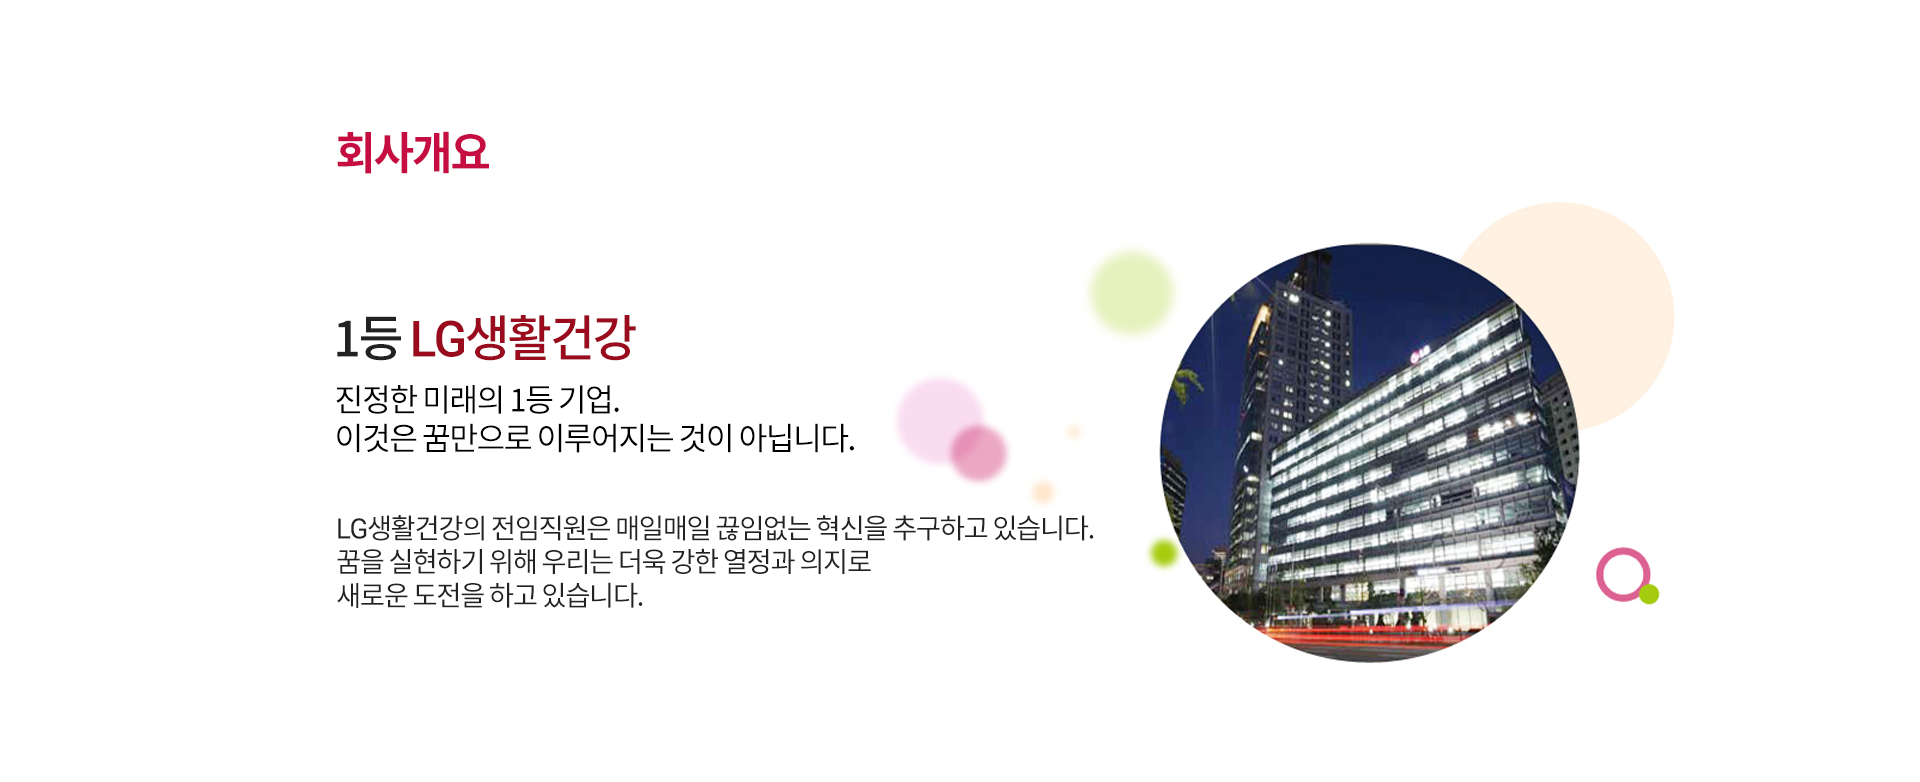 회사개요
1등 LG생활건강
진정한 미래의 1등 기업.
이것은 꿈만으로 이루어지는 것이 아닙니다.
LG생활건강의 전임직원은 매일매일 끊임없는 혁신을 추구하고 있습니다.
꿈을 실현하기 위해 우리는 더욱 강한 열정과 의지로
새로운 도전을 하고 있습니다.
LG